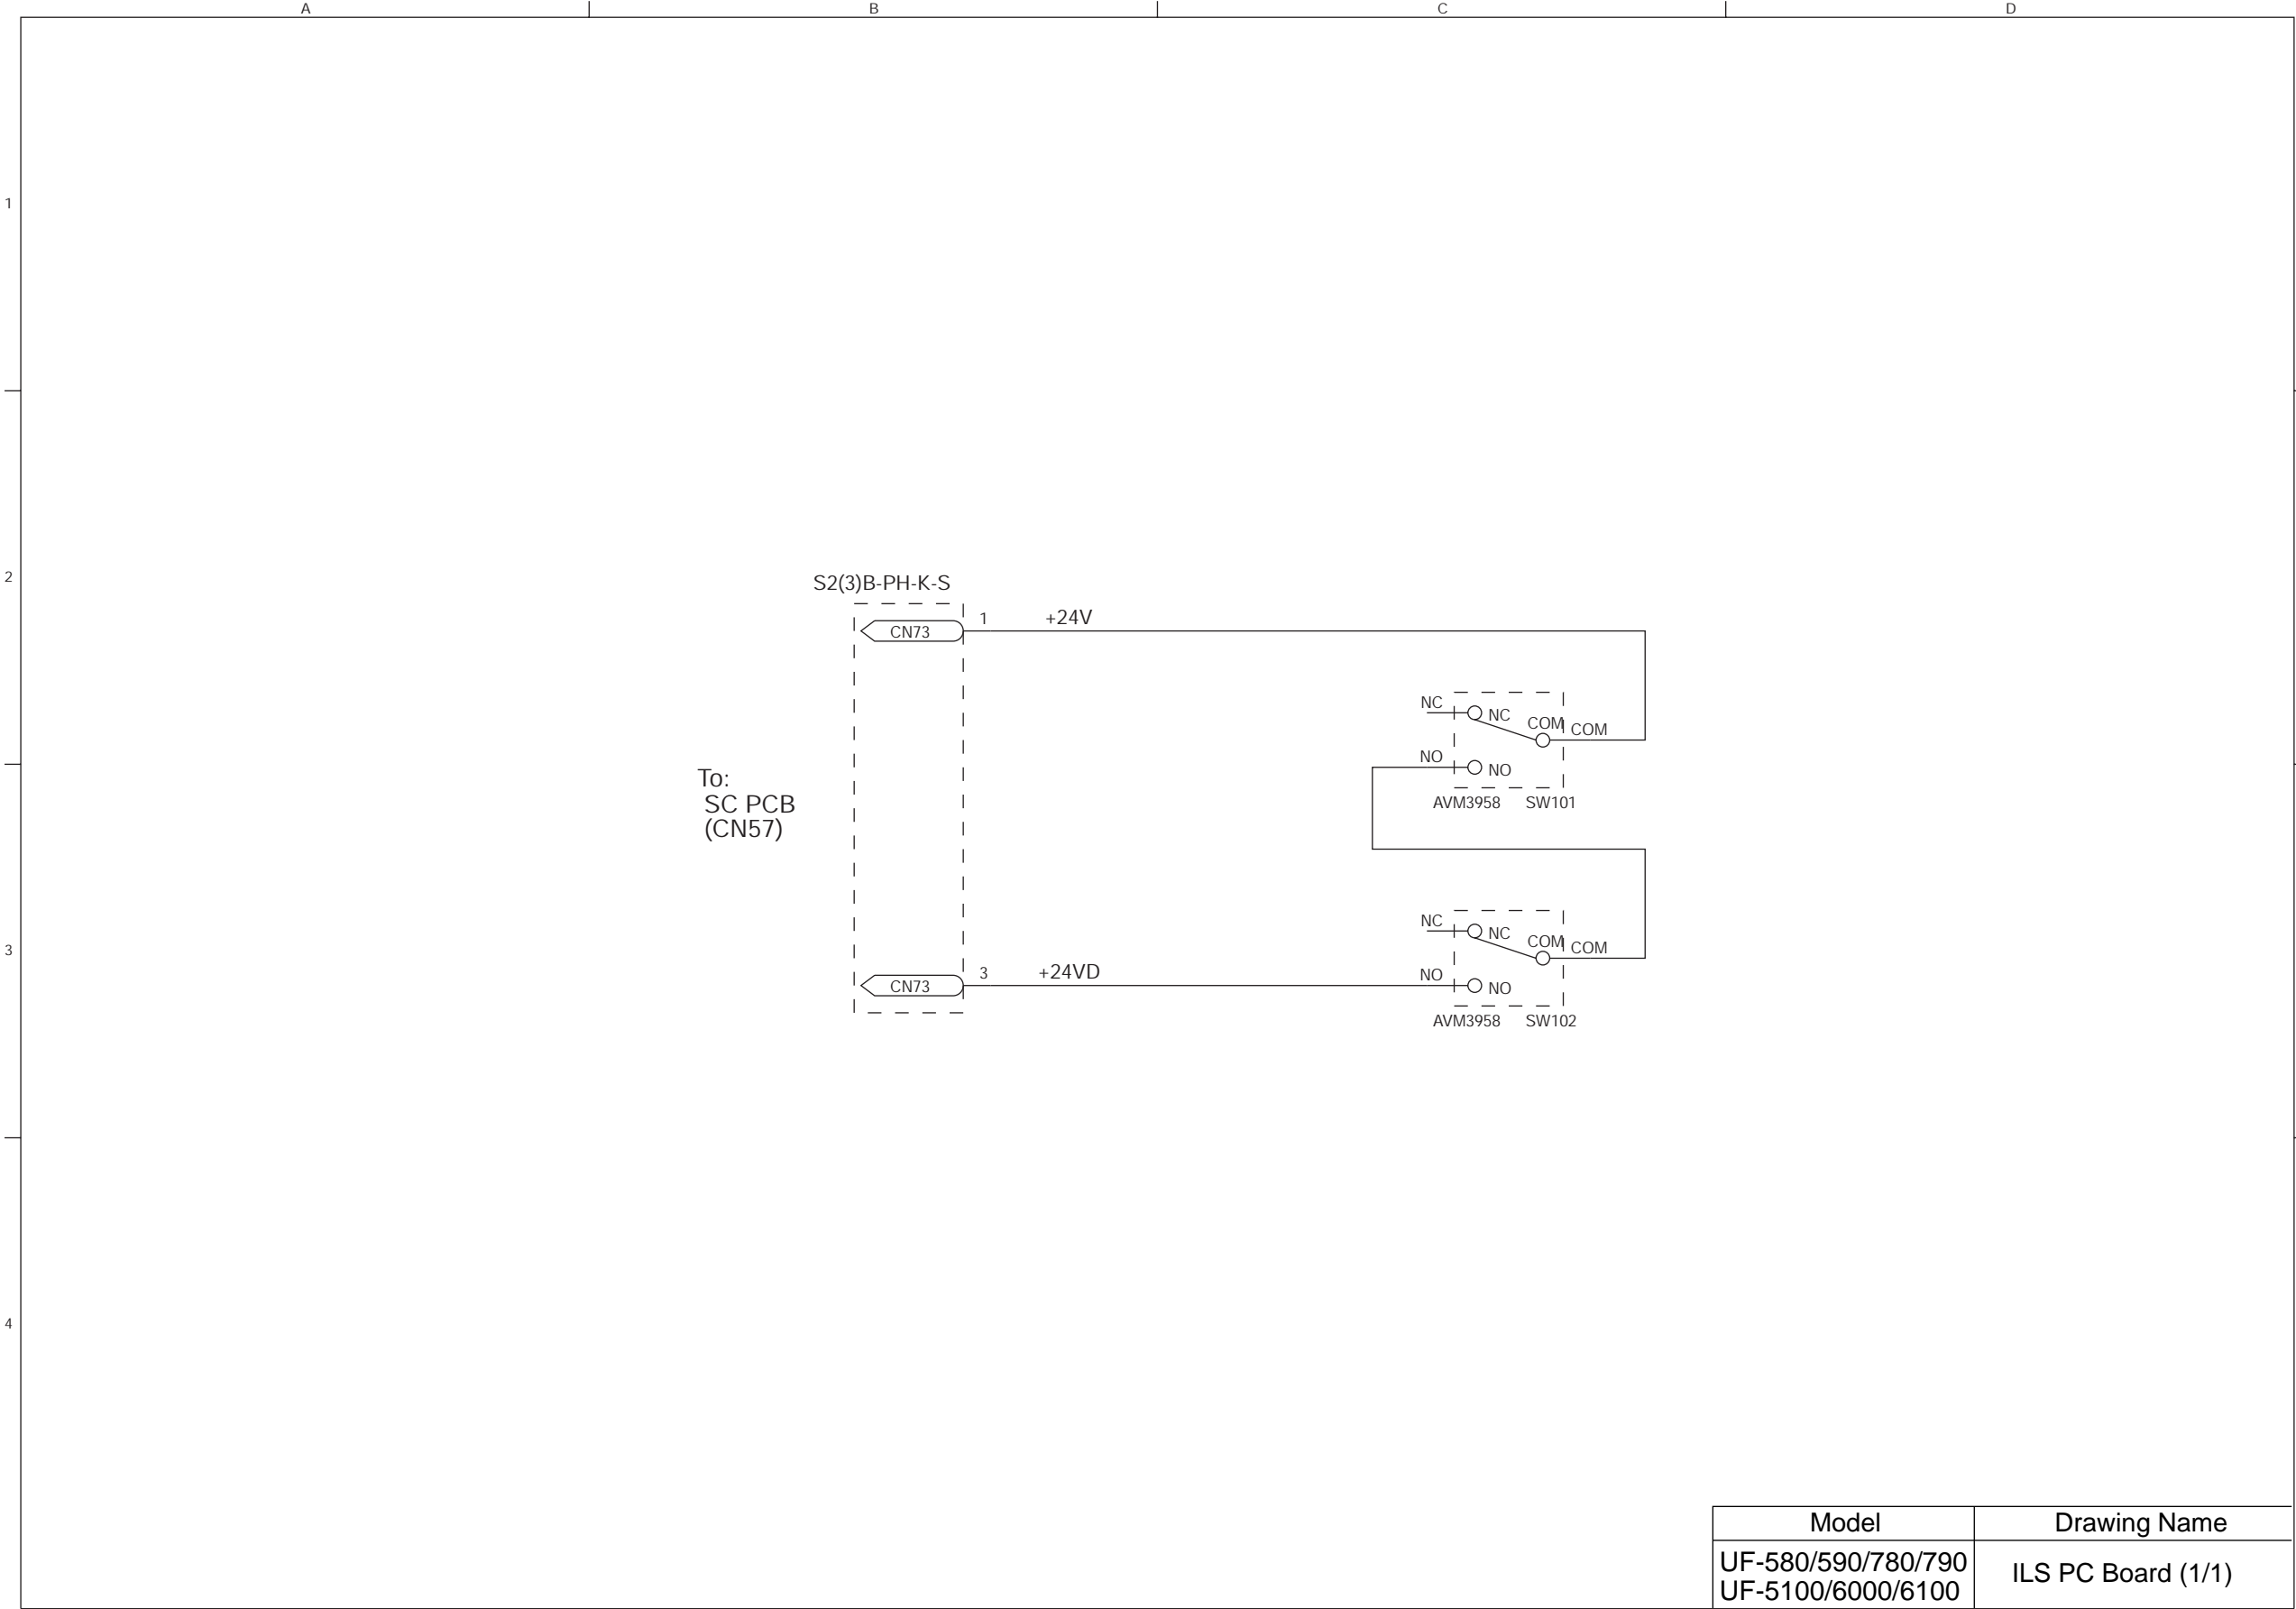 A B C D
1
2
S2(3)B-PH-K-S
CN73 1 +24V
NC NC COM COM
NO NO
AVM3958 SW101
To:
SC PCB
(CN57)
NC NC COM COM
3
CN73 3 +24VD NO NO
AVM3958 SW102
4
Model Drawing Name
UF-580/590/780/790
UF-5100/6000/6100
ILS PC Board (1/1)